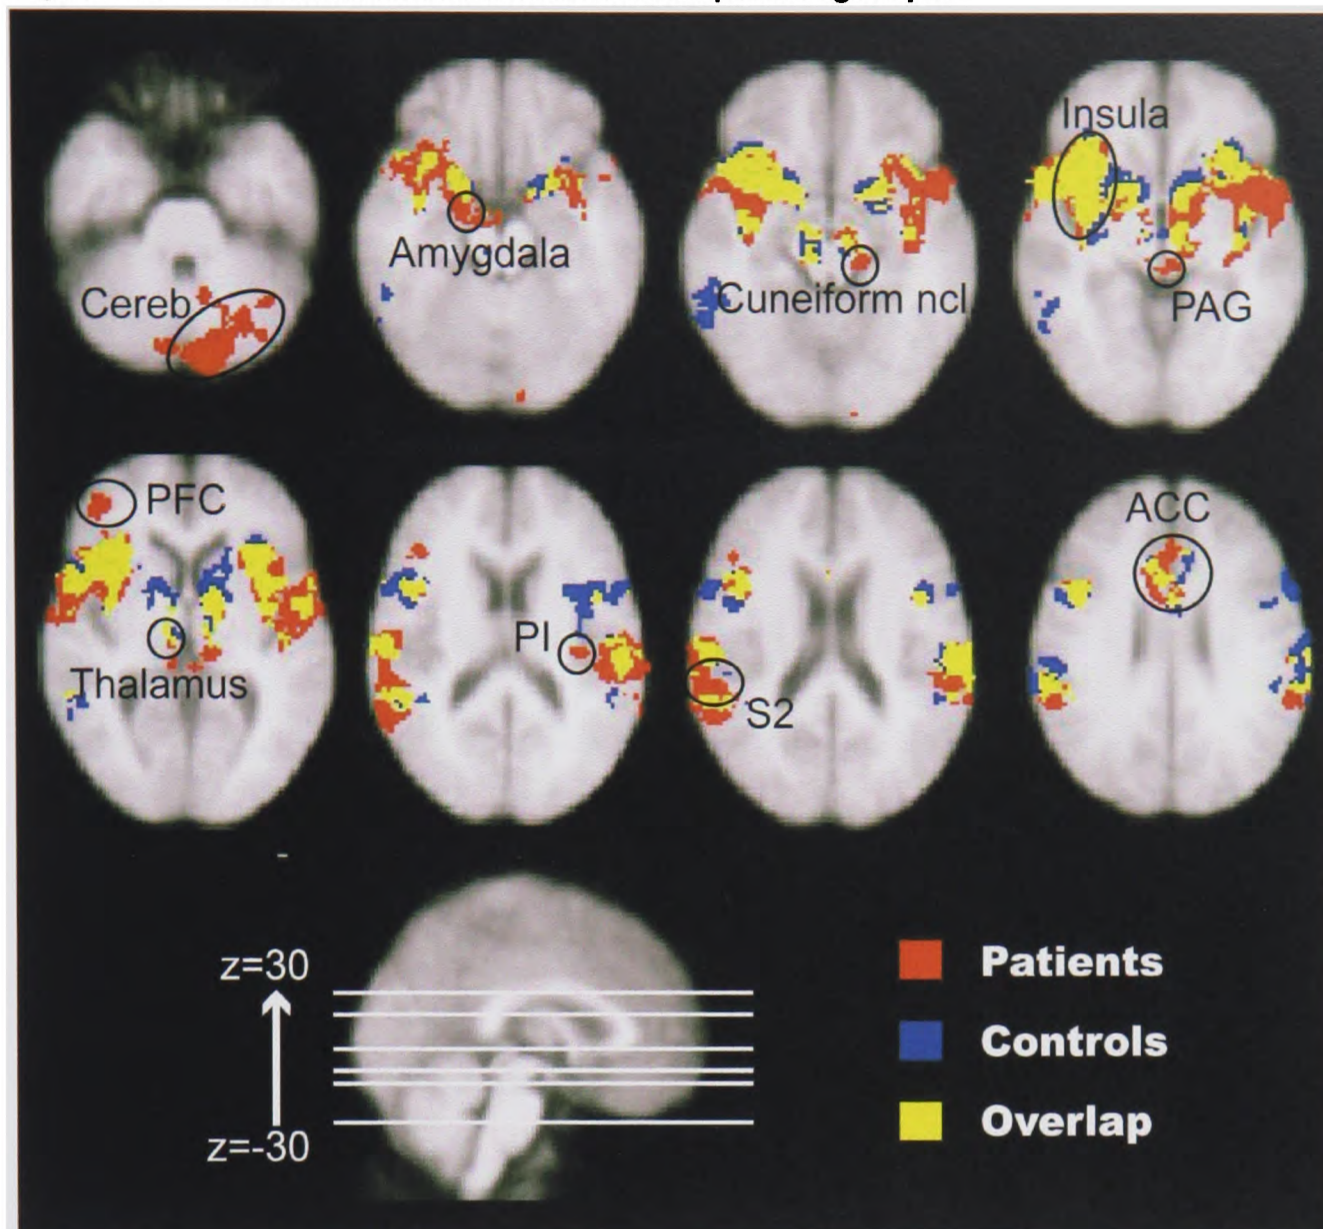 Insula
Amygdala
Cereb
Cuneiform ncl
PAG
PFC
ACC
PI
Thalamus
S2
z=30
z=-30
Patients
Controls
Overlap